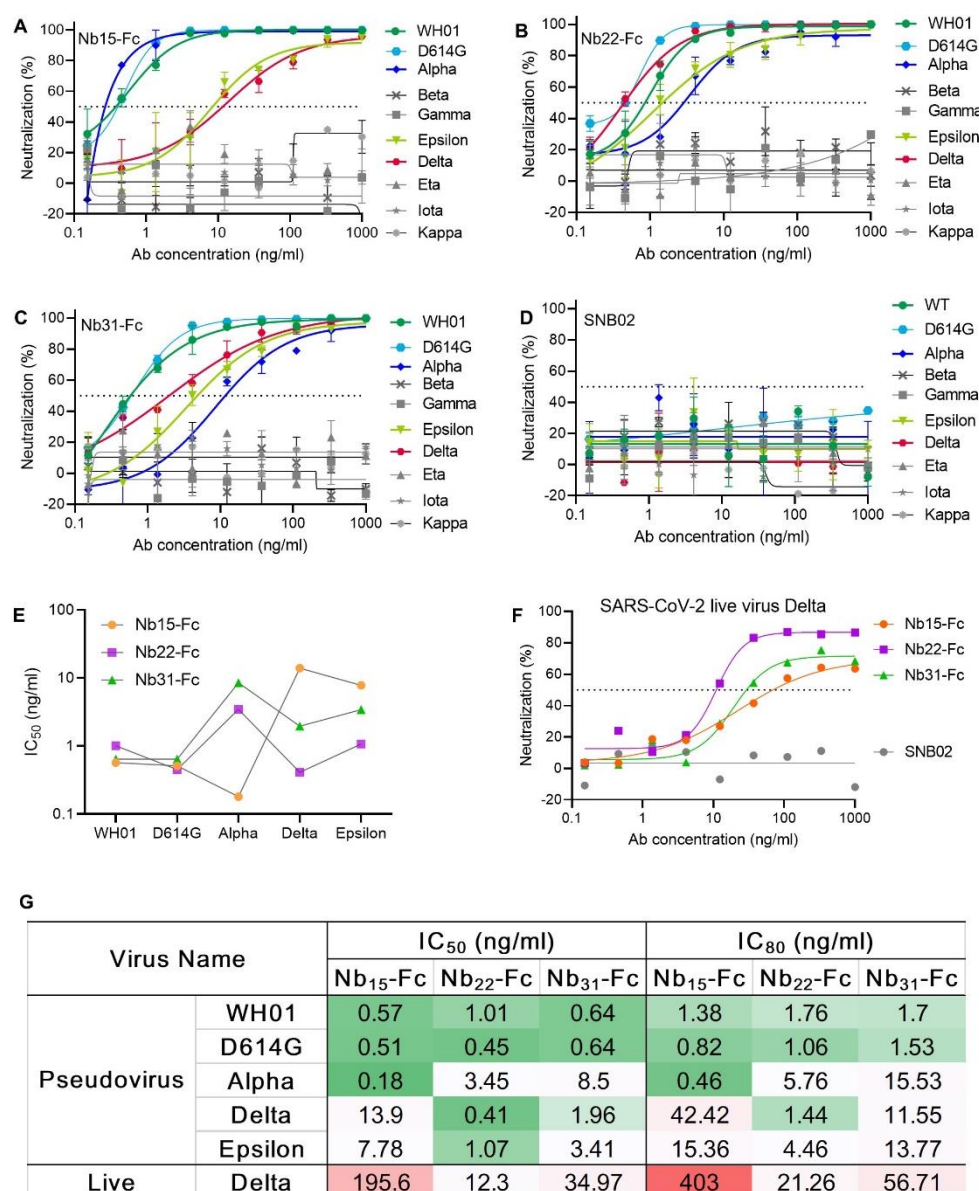 A
Nb15-Fc
Neutralization (%)
100
80
60
40
20
0
-20
0.1 1 10 100 1000
Ab concentration (ng/ml)
WH01
D614G
Alpha
Beta
Gamma
Epsilon
Delta
Eta
Iota
Kappa
B
Nb22-Fc
Neutralization (%)
100
80
60
40
20
0
-20
0.1 1 10 100 1000
Ab concentration (ng/ml)
WH01
D614G
Alpha
Beta
Gamma
Epsilon
Delta
Eta
Iota
Kappa
C
Nb31-Fc
Neutralization (%)
100
80
60
40
20
0
-20
0.1 1 10 100 1000
Ab concentration (ng/ml)
WH01
D614G
Alpha
Beta
Gamma
Epsilon
Delta
Eta
Iota
Kappa
D
SNB02
Neutralization (%)
100
80
60
40
20
0
-20
0.1 1 10 100 1000
Ab concentration (ng/ml)
WT
D614G
Alpha
Beta
Gamma
Epsilon
Delta
Eta
Iota
Kappa
E
IC50 (ng/ml)
100
10
1
0.1
Nb15-Fc
Nb22-Fc
Nb31-Fc
WH01 D614G Alpha Delta Epsilon
F
SARS-CoV-2 live virus Delta
Neutralization (%)
100
80
60
40
20
0
-20
0.1 1 10 100 1000
Ab concentration (ng/ml)
Nb15-Fc
Nb22-Fc
Nb31-Fc
SNB02
G
Virus Name IC50 (ng/ml) IC80 (ng/ml)
Nb15-Fc Nb22-Fc Nb31-Fc Nb15-Fc Nb22-Fc Nb31-Fc
Pseudovirus
WH01 0.57 1.01 0.64 1.38 1.76 1.7
D614G 0.51 0.45 0.64 0.82 1.06 1.53
Alpha 0.18 3.45 8.5 0.46 5.76 15.53
Delta 13.9 0.41 1.96 42.42 1.44 11.55
Epsilon 7.78 1.07 3.41 15.36 4.46 13.77
Live Delta 195.6 12.3 34.97 403 21.26 56.71